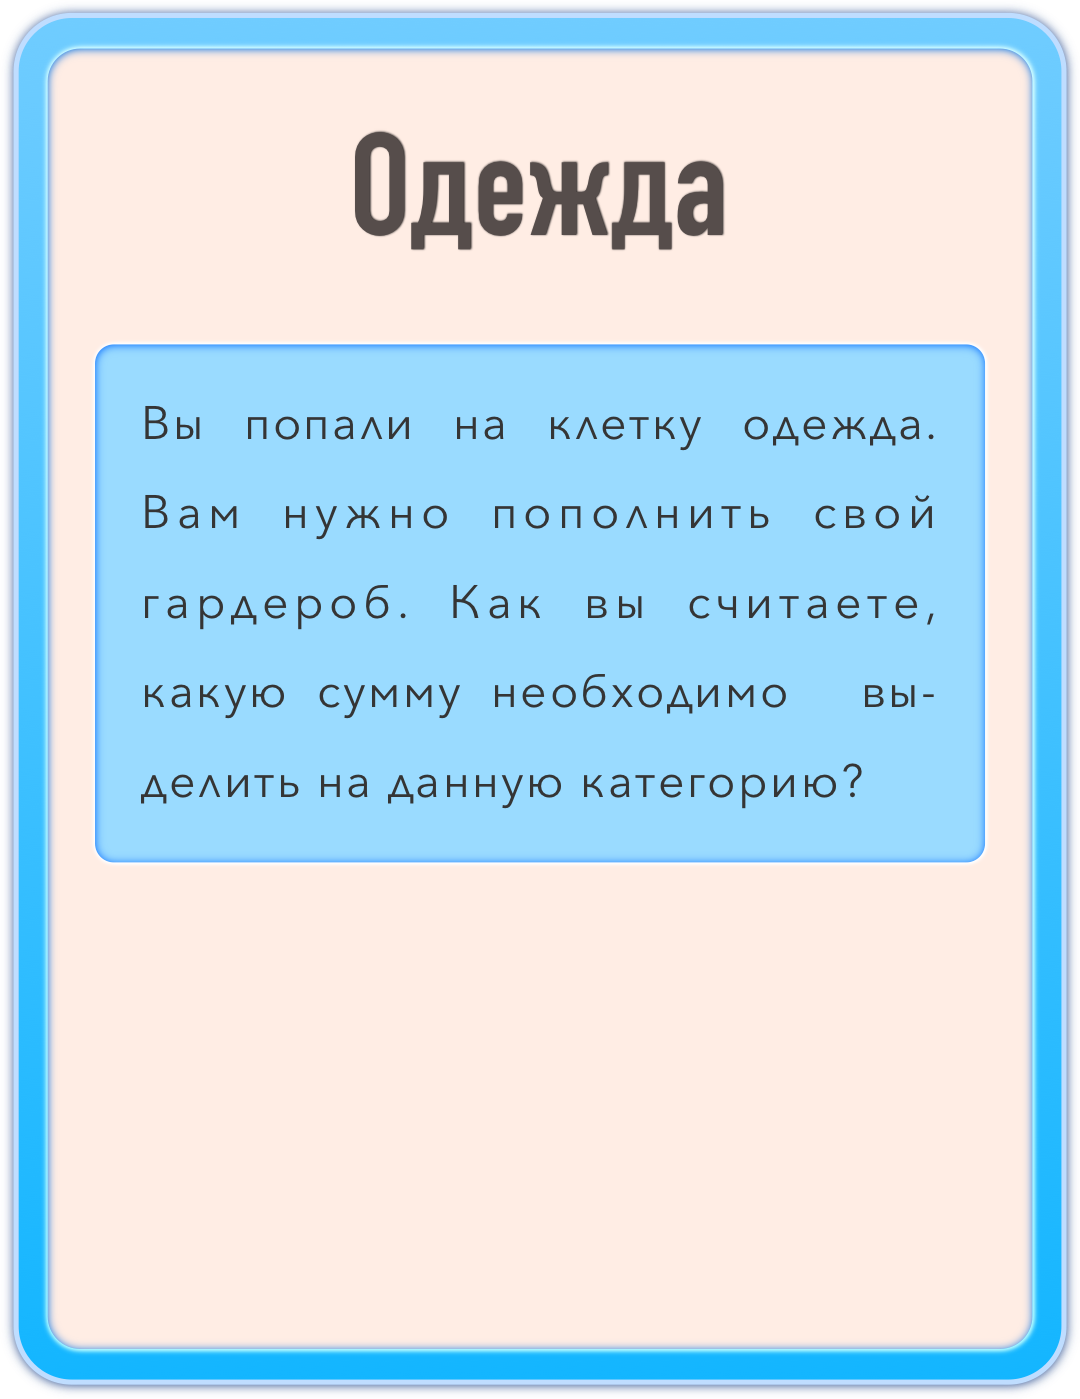 Одежда
Вы попали на клетку одежда.
Вам нужно пополнить свой
гардероб. Как вы считаете,
какую сумму необходимо вы-
делить на данную категорию?